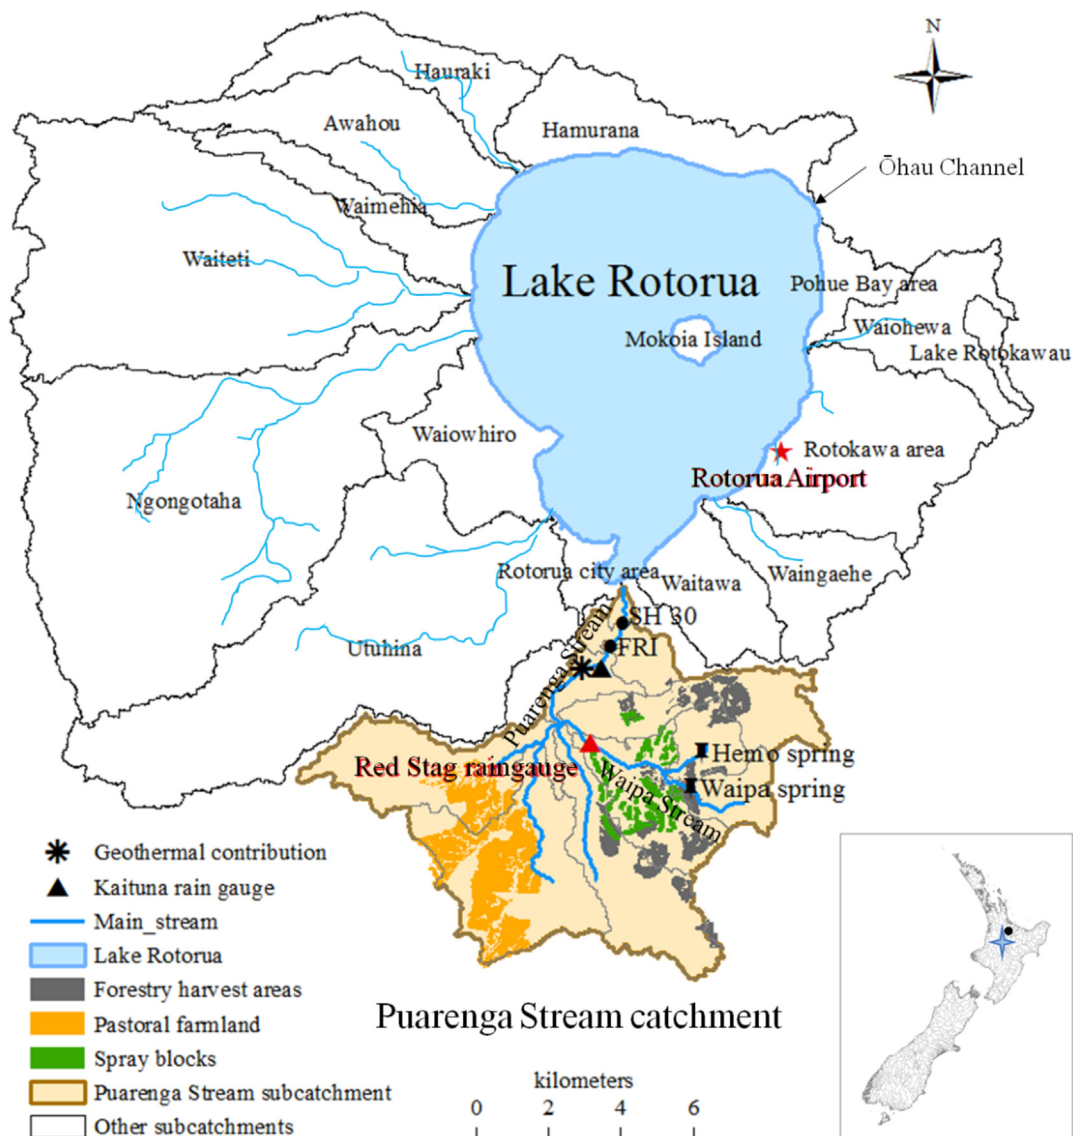 N
Hauraki
Awahou
Hamurana
Ōhau Channel
Waimehia
Waiteti
Lake Rotorua
Pohue Bay area
Waiohewa
Mokoia Island
Lake Rotokawau
Waiowhiro
Rotokawa area
Rotorua Airport
Ngongotaha
Rotorua city area
Waitawa
Waingaehe
SH 30
Utuhina
FRI
Puarenga Stream
Red Stag raingauge
Hemo spring
Waipa spring
Waipa Stream
Geothermal contribution
Kaituna rain gauge
Main_stream
Lake Rotorua
Forestry harvest areas
Pastoral farmland
Spray blocks
Puarenga Stream subcatchment
Other subcatchments
Puarenga Stream catchment
kilometers
0 2 4 6